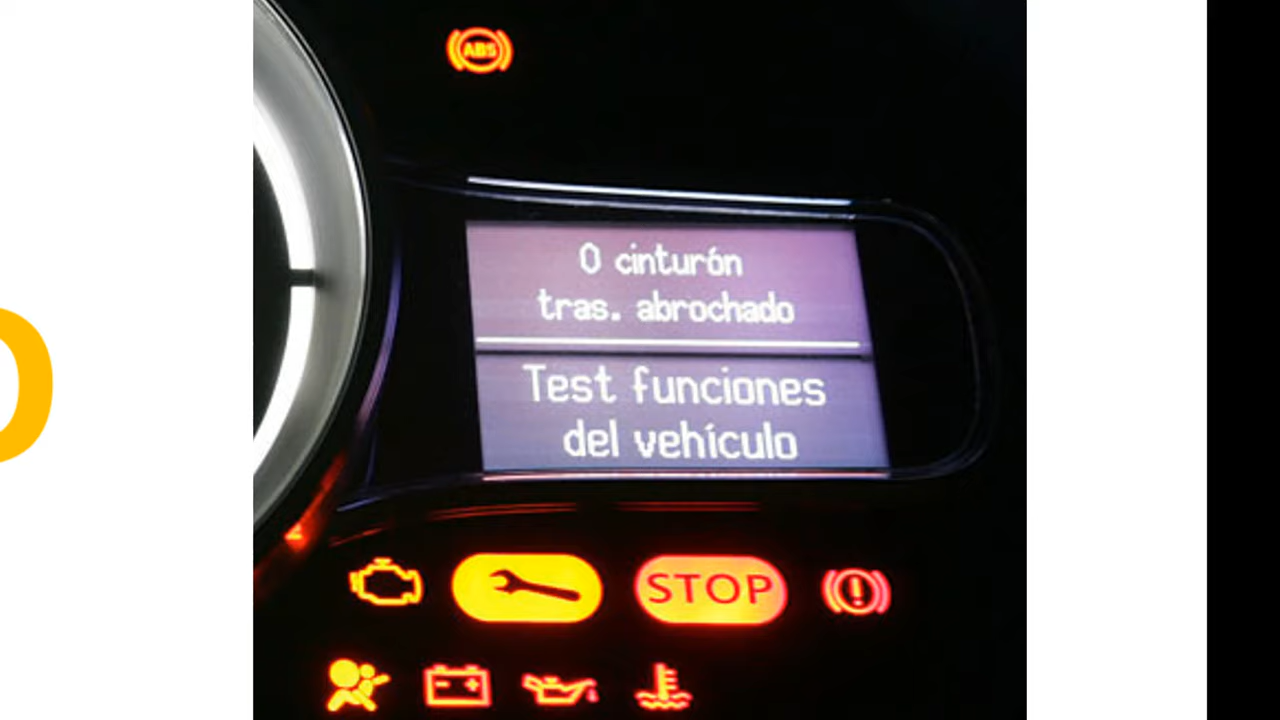 ABS
0 cinturón
tras. abrochado
Test funciones
del vehículo
STOP